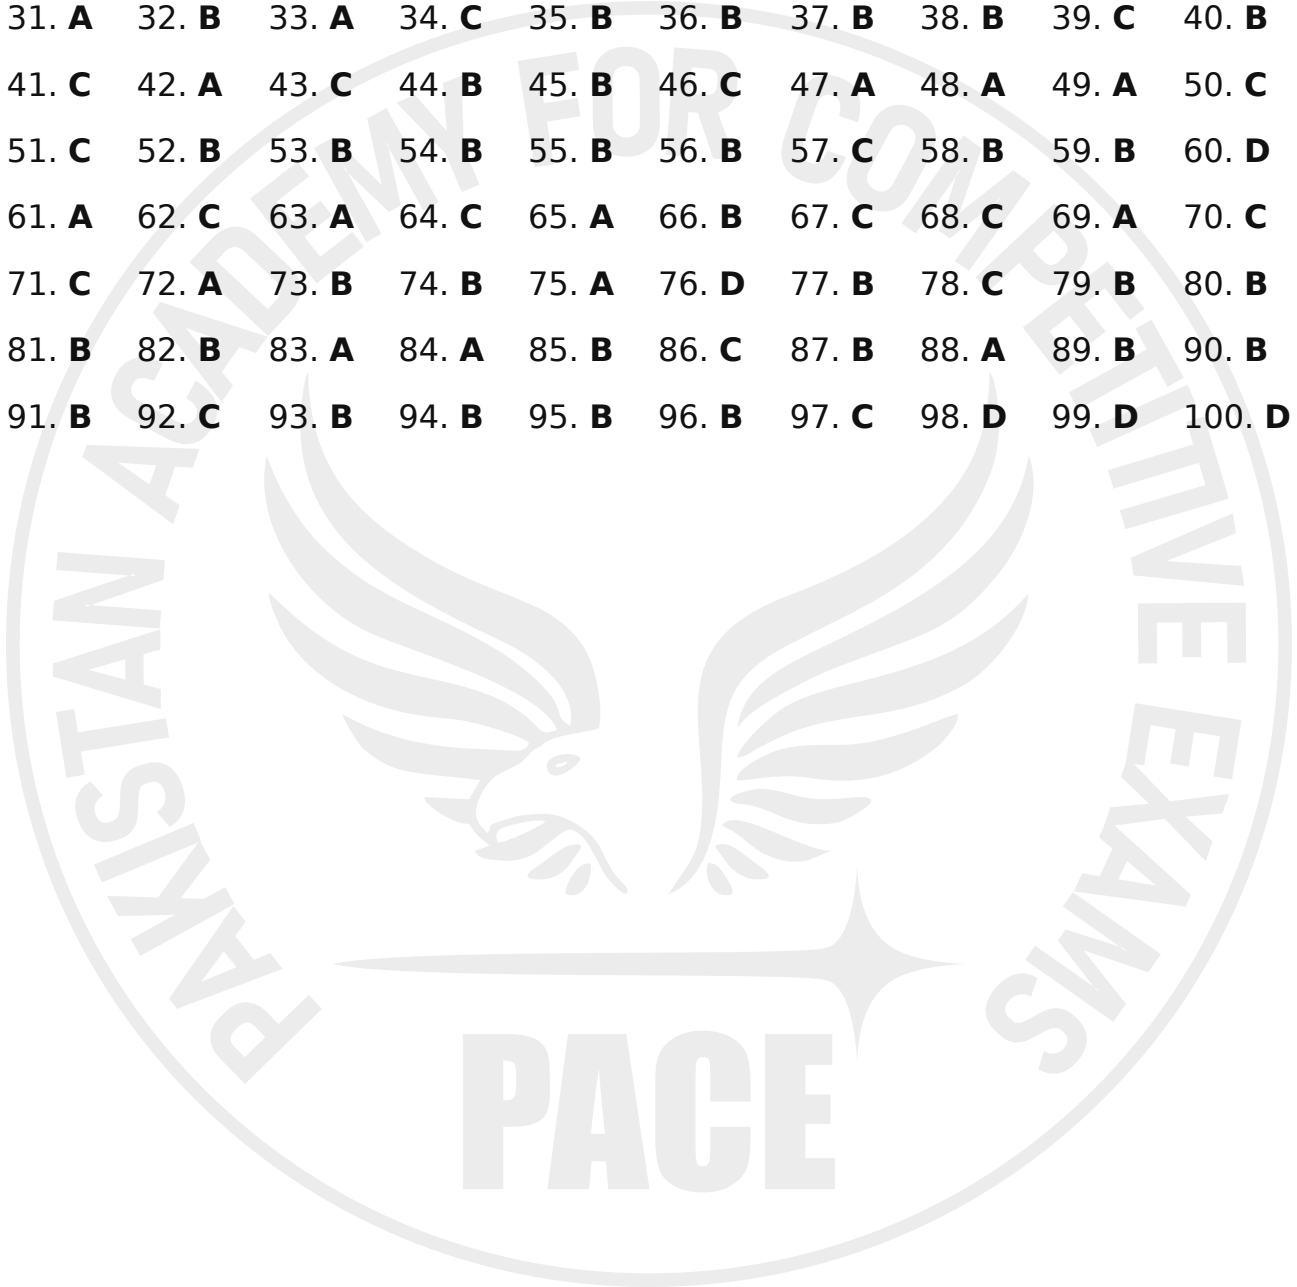 31. A 32. B 33. A 34. C 35. B 36. B 37. B 38. B 39. C 40. B
41. C 42. A 43. C 44. B 45. B 46. C 47. A 48. A 49. A 50. C
51. C 52. B 53. B 54. B 55. B 56. B 57. C 58. B 59. B 60. D
61. A 62. C 63. A 64. C 65. A 66. B 67. C 68. C 69. A 70. C
71. C 72. A 73. B 74. B 75. A 76. D 77. B 78. C 79. B 80. B
81. B 82. B 83. A 84. A 85. B 86. C 87. B 88. A 89. B 90. B
91. B 92. C 93. B 94. B 95. B 96. B 97. C 98. D 99. D 100. D
PAKISTAN ACADEMY FOR COMPETITIVE EXAMS
PACE